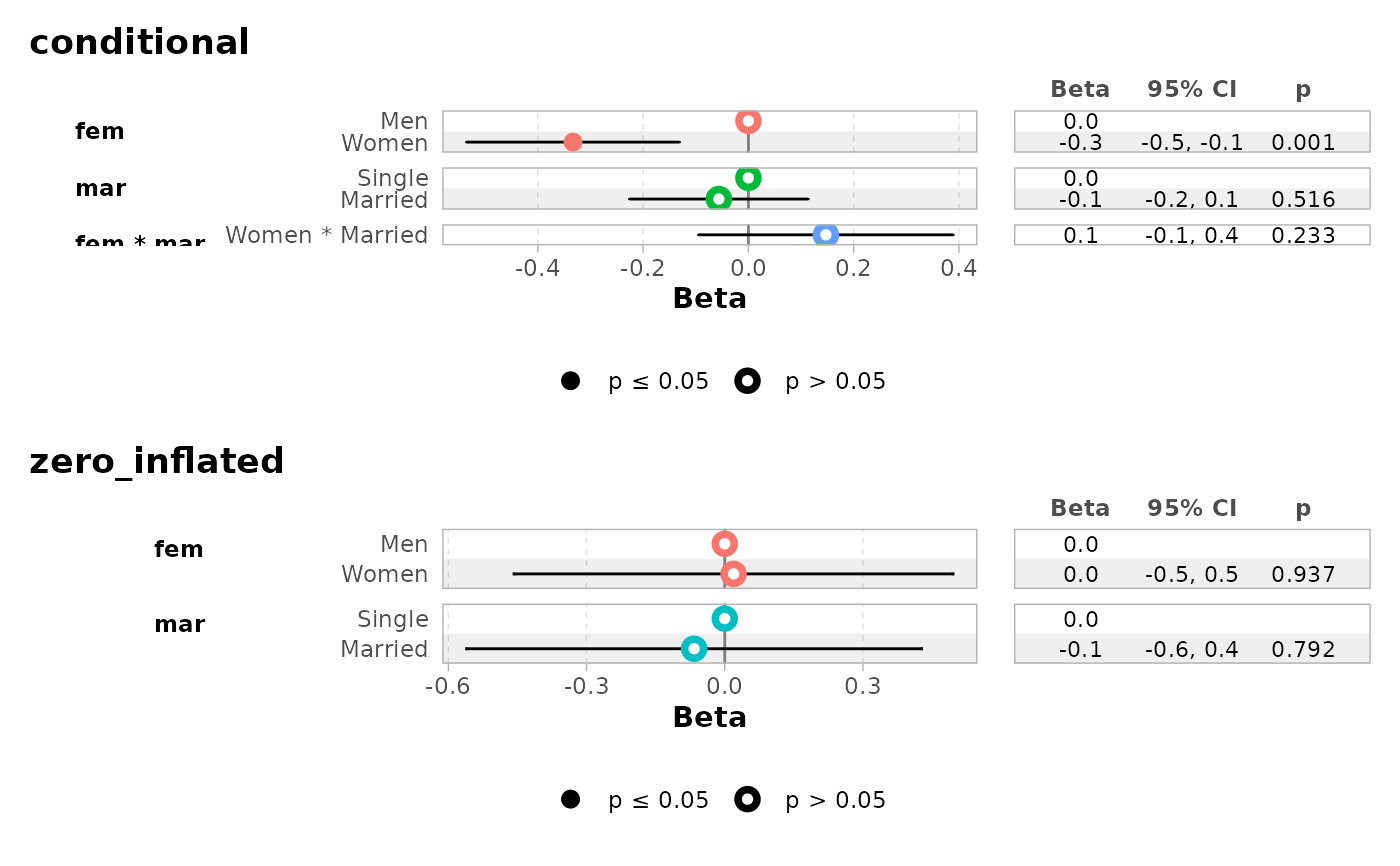 conditional
Beta 95% CI p
fem Men 0.0
Women -0.3 -0.5, -0.1 0.001
mar Single 0.0
Married -0.1 -0.2, 0.1 0.516
fem * mar Women * Married 0.1 -0.1, 0.4 0.233
-0.4 -0.2 0.0 0.2 0.4
Beta
p ≤ 0.05 p > 0.05
zero_inflated
Beta 95% CI p
fem Men 0.0
Women 0.0 -0.5, 0.5 0.937
mar Single 0.0
Married -0.1 -0.6, 0.4 0.792
-0.6 -0.3 0.0 0.3
Beta
p ≤ 0.05 p > 0.05